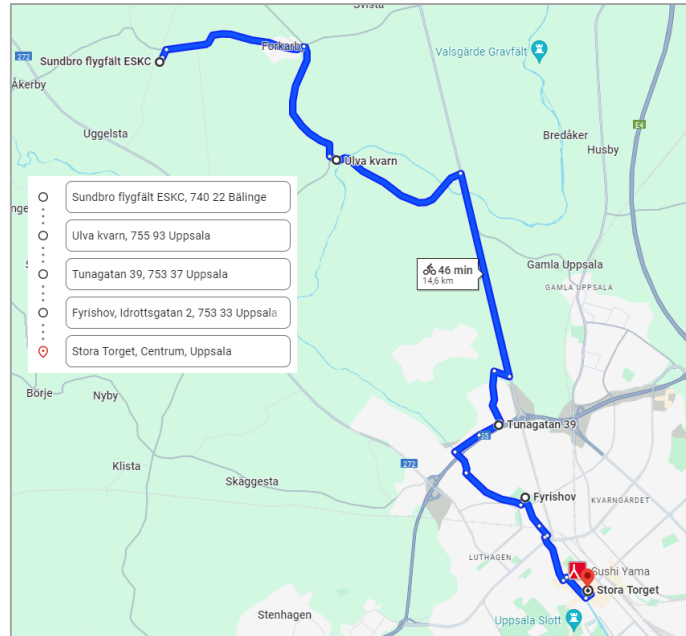 Svista
Förkarby
272
Valsgärde Gravfält
Sundbro flygfält ESKC
Åkerby
E4
Uggelsta
Bredåker
Husby
Ulva kvarn
Sundbro flygfält ESKC, 740 22 Bälinge
Ulva kvarn, 755 93 Uppsala
Tunagatan 39, 753 37 Uppsala
Fyrishov, Idrottsgatan 2, 753 33 Uppsala
Stora Torget, Centrum, Uppsala
46 min
14,6 km
Gamla Uppsala
GAMLA UPPSALA
Börje
Nyby
Tunagatan 39
55
Klista
272
Skäggesta
Fyrishov
KVARNGÄRDET
LUTHAGEN
Sushi Yama
Stora Torget
Stenhagen
Uppsala Slott